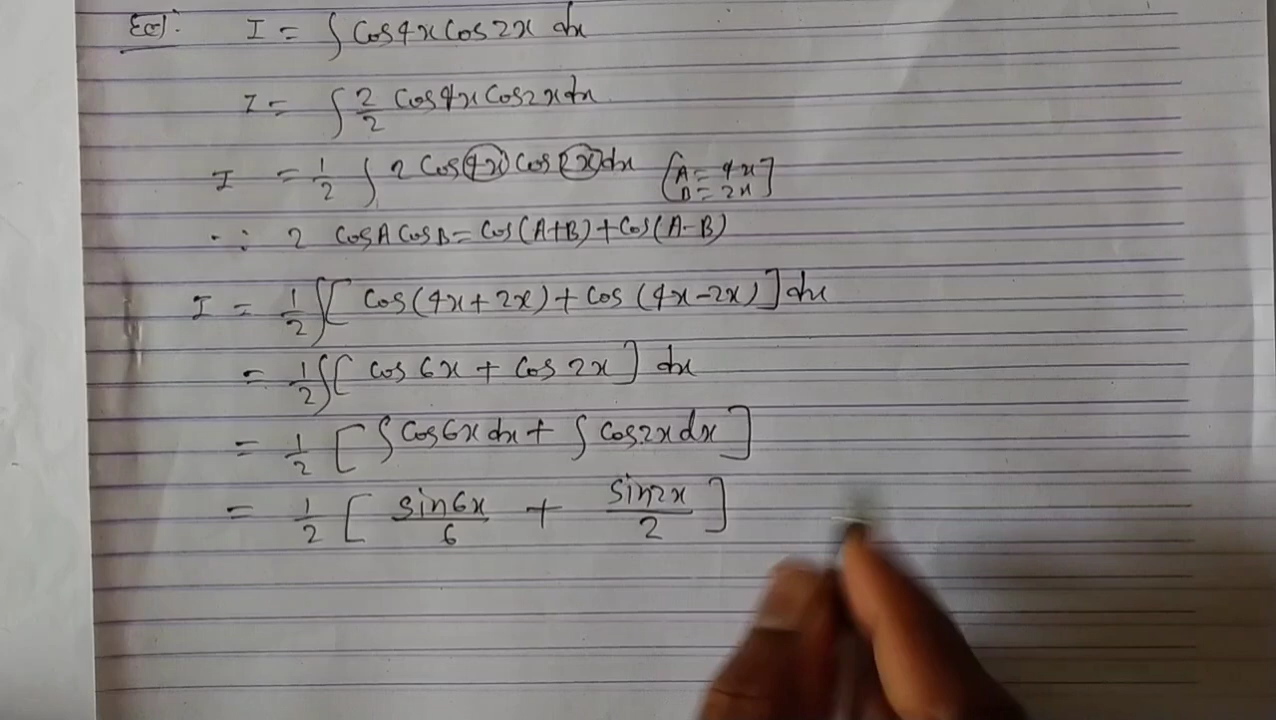 Ex: I = ∫ Cos4x Cos2x dx
I = ∫ 2/2 Cos4x Cos2x dx
I = 1/2 ∫ 2 Cos(4x) Cos(2x) dx [A = 4x B = 2x]
∵ 2 CosA CosB = Cos(A+B) + Cos(A-B)
I = 1/2 ∫[ Cos(4x+2x) + Cos(4x-2x) ] dx
= 1/2 ∫[ Cos6x + Cos2x ] dx
= 1/2 [ ∫ Cos6x dx + ∫ Cos2x dx ]
= 1/2 [ Sin6x/6 + Sin2x/2 ]